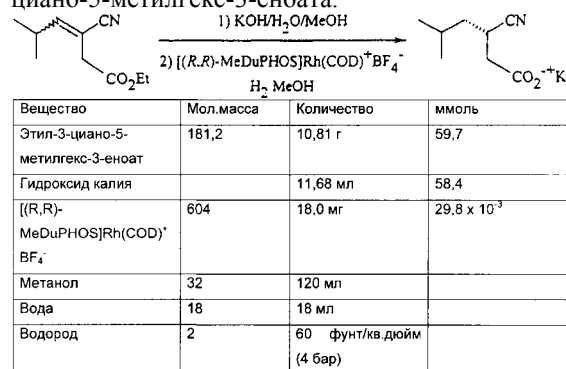 циано-5-метилгекс-3-еноата.
CN
CO₂Et
1) KOH/H₂O/MeOH
2) [(R,R)-MeDuPHOS]Rh(COD)⁺BF₄⁻
H₂ MeOH
CN
CO₂⁻⁺K
Вещество Мол.масса Количество ммоль
Этил-3-циано-5-метилгекс-3-еноат 181,2 10,81 г 59,7
Гидроксид калия 11,68 мл 58,4
[(R,R)-MeDuPHOS]Rh(COD)⁺BF₄⁻ 604 18,0 мг 29,8 x 10⁻³
Метанол 32 120 мл
Вода 18 18 мл
Водород 2 60 фунт/кв.дюйм (4 бар)